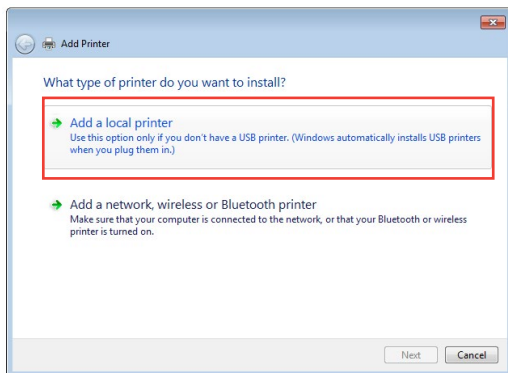 Add Printer
What type of printer do you want to install?
Add a local printer
Use this option only if you don't have a USB printer. (Windows automatically installs USB printers
when you plug them in.)
Add a network, wireless or Bluetooth printer
Make sure that your computer is connected to the network, or that your Bluetooth or wireless
printer is turned on.
Next Cancel